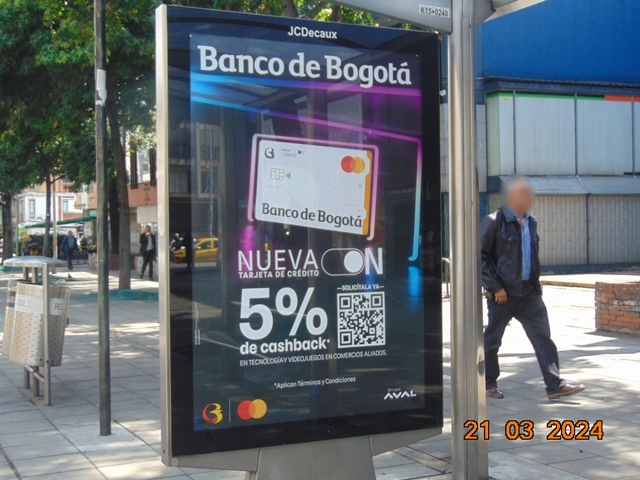 K15+0240
JCDecaux
Banco de Bogotá
Banco de Bogotá
NUEVA ON
TARJETA DE CRÉDITO
5%
SOLICÍTALA YA
de cashback*
EN TECNOLOGÍA Y VIDEOJUEGOS EN COMERCIOS ALIADOS.
*Aplican Términos y Condiciones
Grupo
AVAL
21 03 2024